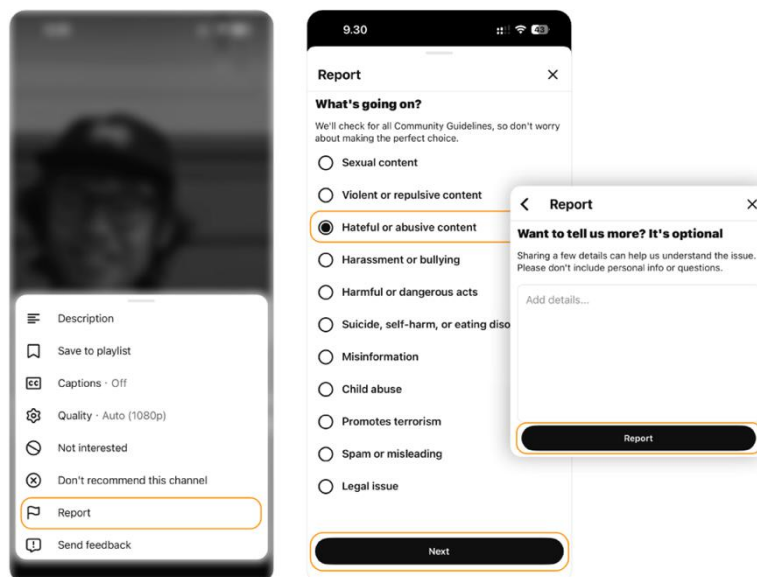 Description
Save to playlist
CC Captions · Off
Quality · Auto (1080p)
Not interested
Don't recommend this channel
Report
Send feedback
9.30
43
Report
What's going on?
We'll check for all Community Guidelines, so don't worry
about making the perfect choice.
Sexual content
Violent or repulsive content
Hateful or abusive content
Harassment or bullying
Harmful or dangerous acts
Suicide, self-harm, or eating diso
Misinformation
Child abuse
Promotes terrorism
Spam or misleading
Legal issue
Next
Report
Want to tell us more? It's optional
Sharing a few details can help us understand the issue.
Please don't include personal info or questions.
Add details...
Report